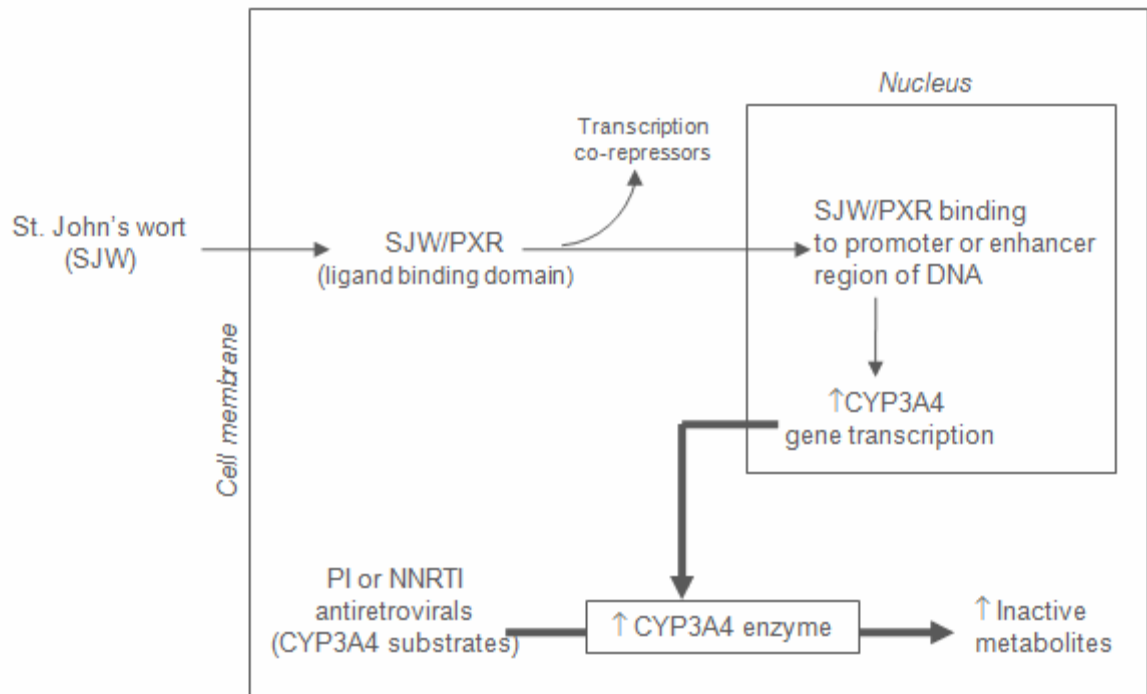 Nucleus
Transcription
co-repressors
St. John's wort
(SJW)
SJW/PXR
(ligand binding domain)
SJW/PXR binding
to promoter or enhancer
region of DNA
Cell membrane
↑CYP3A4
gene transcription
PI or NNRTI
antiretrovirals
(CYP3A4 substrates)
↑ CYP3A4 enzyme
↑ Inactive
metabolites